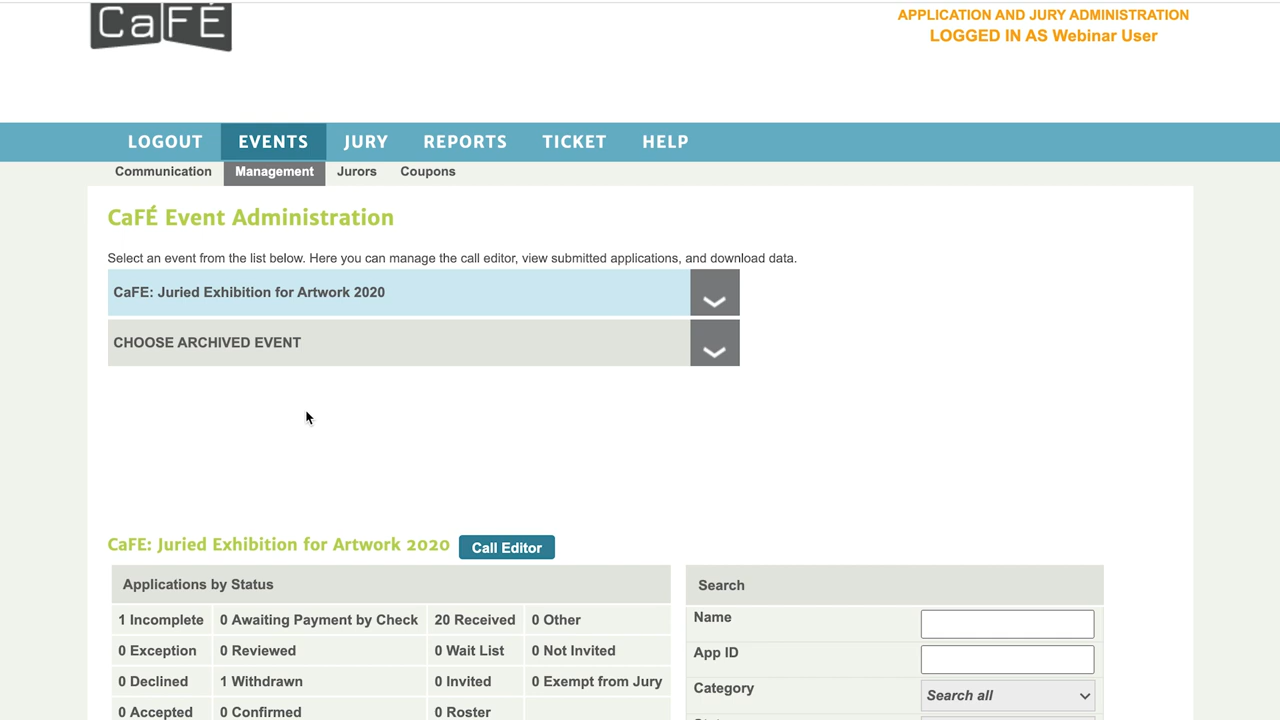 CaFÉ
APPLICATION AND JURY ADMINISTRATION
LOGGED IN AS Webinar User
LOGOUT EVENTS JURY REPORTS TICKET HELP
Communication Management Jurors Coupons
CaFÉ Event Administration
Select an event from the list below. Here you can manage the call editor, view submitted applications, and download data.
CaFE: Juried Exhibition for Artwork 2020
CHOOSE ARCHIVED EVENT
CaFE: Juried Exhibition for Artwork 2020 Call Editor
Applications by Status
1 Incomplete 0 Awaiting Payment by Check 20 Received 0 Other
0 Exception 0 Reviewed 0 Wait List 0 Not Invited
0 Declined 1 Withdrawn 0 Invited 0 Exempt from Jury
0 Accepted 0 Confirmed 0 Roster
Search
Name
App ID
Category Search all